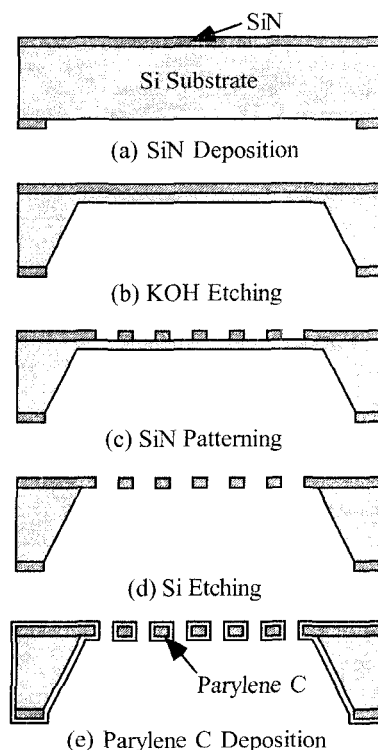 SiN
Si Substrate
(a) SiN Deposition
(b) KOH Etching
(c) SiN Patterning
(d) Si Etching
Parylene C
(e) Parylene C Deposition